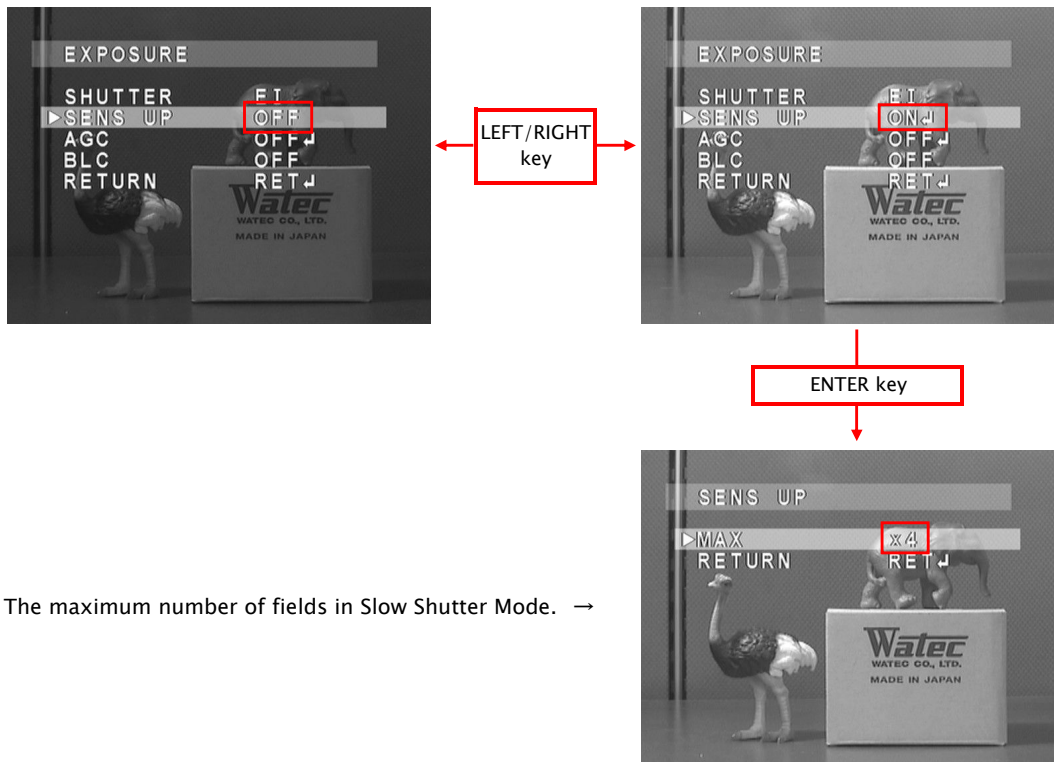 EXPOSURE
SHUTTER EI
▷SENS UP OFF
AGC OFF↲
BLC OFF
RETURN RET↲
Watec
WATEC CO., LTD.
MADE IN JAPAN
LEFT/RIGHT
key
EXPOSURE
SHUTTER EI
▷SENS UP ON↲
AGC OFF↲
BLC OFF
RETURN RET↲
Watec
WATEC CO., LTD.
MADE IN JAPAN
ENTER key
SENS UP
▷MAX x4
RETURN RET↲
Watec
WATEC CO., LTD.
MADE IN JAPAN
The maximum number of fields in Slow Shutter Mode. →